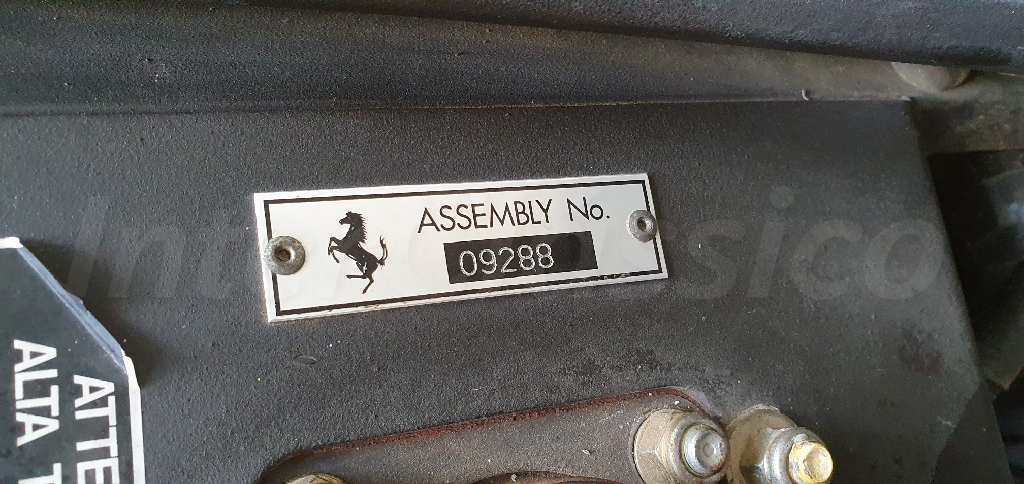 ASSEMBLY No.
09288
ATTE
ALTA T